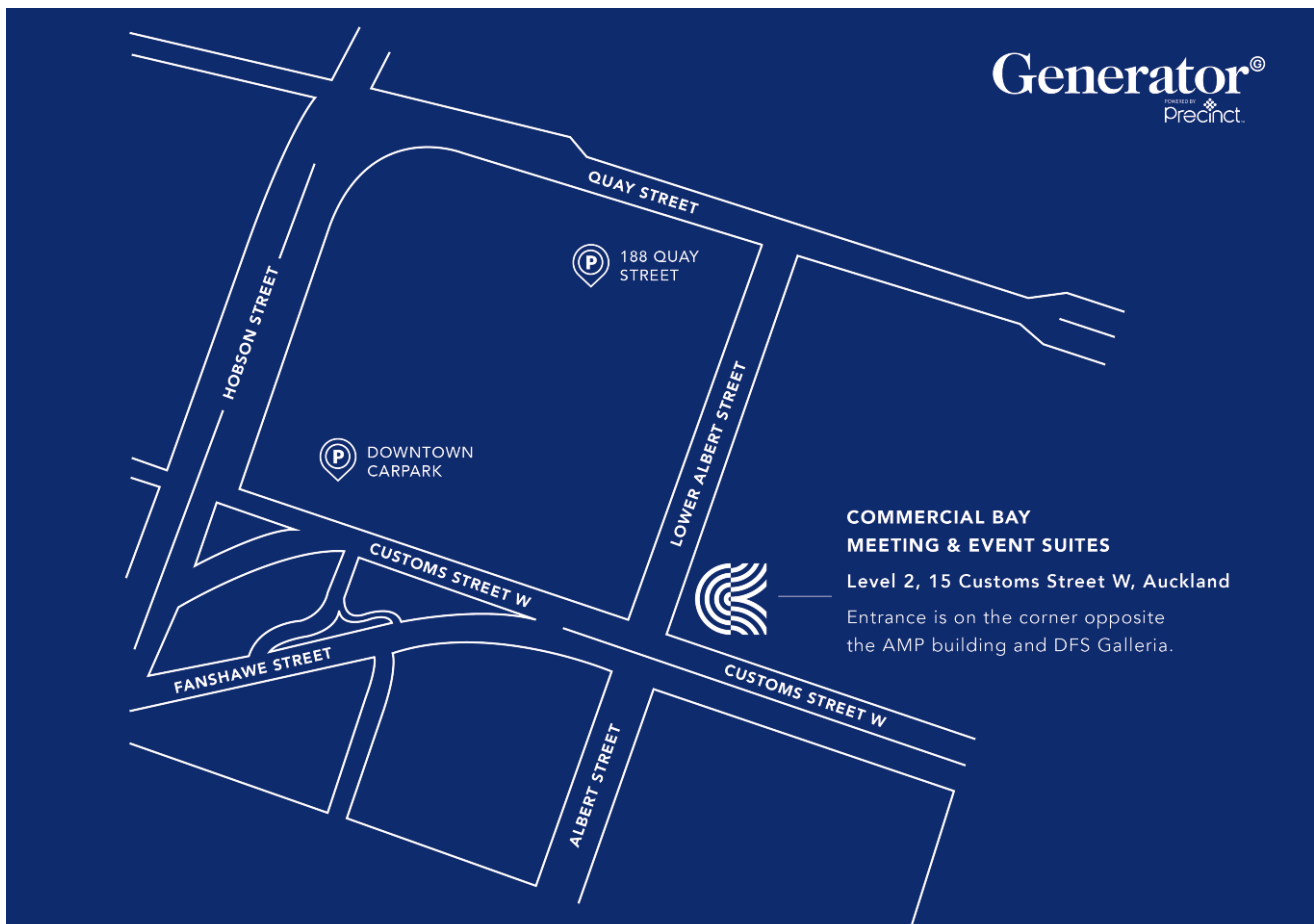 Generator G
POWERED BY
Precinct
QUAY STREET
188 QUAY
STREET
HOBSON STREET
LOWER ALBERT STREET
P
P
DOWNTOWN
CARPARK
COMMERCIAL BAY
MEETING & EVENT SUITES
Level 2, 15 Customs Street W, Auckland
Entrance is on the corner opposite
the AMP building and DFS Galleria.
CUSTOMS STREET W
FANSHAWE STREET
CUSTOMS STREET W
ALBERT STREET